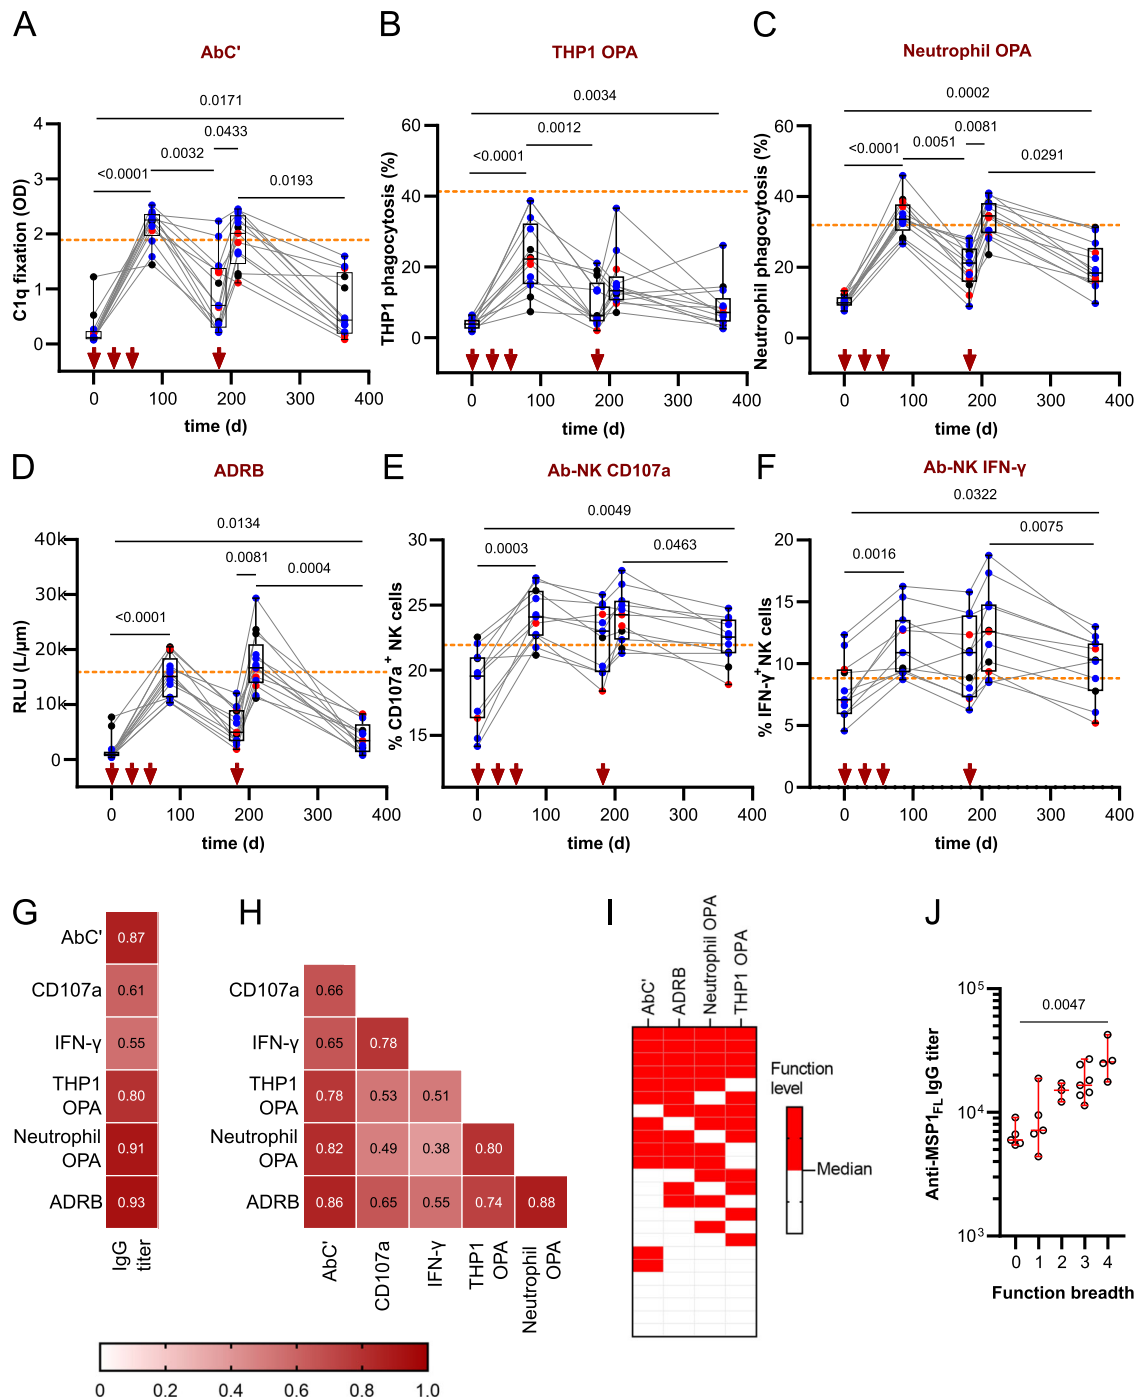 A
AbC'
0.0171
0.0433
0.0032
<0.0001
0.0193
C1q fixation (OD)
4
3
2
1
0
0 100 200 300 400
time (d)
B
THP1 OPA
0.0034
0.0012
<0.0001
THP1 phagocytosis (%)
60
40
20
0
0 100 200 300 400
time (d)
C
Neutrophil OPA
0.0002
0.0081
<0.0001
0.0051
0.0291
Neutrophil phagocytosis (%)
60
40
20
0
0 100 200 300 400
time (d)
D
ADRB
0.0134
0.0081
0.0004
<0.0001
RLU (L/µm)
40k
30k
20k
10k
0
0 100 200 300 400
time (d)
E
Ab-NK CD107a
0.0049
0.0003
0.0463
% CD107a⁺ NK cells
30
25
20
15
0 100 200 300 400
time (d)
F
Ab-NK IFN-γ
0.0322
0.0075
0.0016
% IFN-γ⁺NK cells
20
15
10
5
0
0 100 200 300 400
time (d)
G
AbC' 0.87
CD107a 0.61
IFN-γ 0.55
THP1
OPA 0.80
Neutrophil
OPA 0.91
ADRB 0.93
IgG
titer
H
CD107a 0.66
IFN-γ 0.65 0.78
THP1
OPA 0.78 0.53 0.51
Neutrophil
OPA 0.82 0.49 0.38 0.80
ADRB 0.86 0.65 0.55 0.74 0.88
AbC'
CD107a
IFN-γ
THP1
OPA
Neutrophil
OPA
0 0.2 0.4 0.6 0.8 1.0
I
AbC'
ADRB
Neutrophil OPA
THP1 OPA
Function
level
Median
J
0.0047
Anti-MSP1FL IgG titer
10⁵
10⁴
10³
0 1 2 3 4
Function breadth